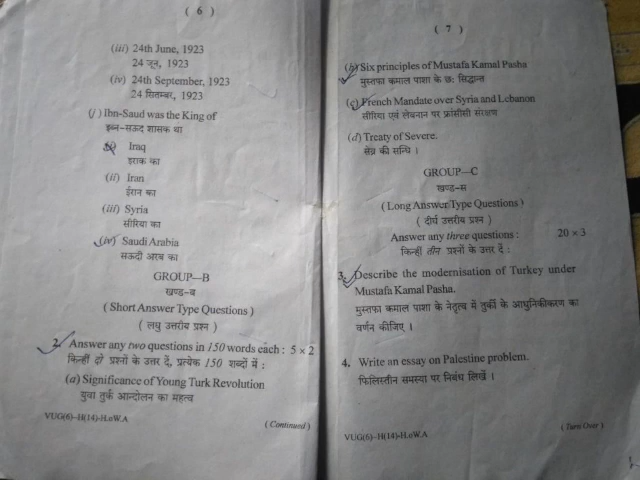 ( 6 )
(iii) 24th June, 1923
24 जून, 1923
(iv) 24th September, 1923
24 सितम्बर, 1923
(j) Ibn-Saud was the King of
इब्न-सऊद शासक था
(i) Iraq
इराक का
(ii) Iran
ईरान का
(iii) Syria
सीरिया का
(iv) Saudi Arabia
सऊदी अरब का
GROUP—B
खण्ड-ब
( Short Answer Type Questions )
( लघु उत्तरीय प्रश्न )
2. Answer any two questions in 150 words each : 5 × 2
किन्हीं दो प्रश्नों के उत्तर दें, प्रत्येक 150 शब्दों में :
(a) Significance of Young Turk Revolution
युवा तुर्क आन्दोलन का महत्व
VUG(6)–H(14)–H.oW.A
( Continued )
( 7 )
(b) Six principles of Mustafa Kamal Pasha
मुस्तफा कमाल पाशा के छः सिद्धान्त
(c) French Mandate over Syria and Lebanon
सीरिया एवं लेबनान पर फ्रांसीसी संरक्षण
(d) Treaty of Severe.
सेव्र की सन्धि ।
GROUP—C
खण्ड-स
( Long Answer Type Questions )
( दीर्घ उत्तरीय प्रश्न )
Answer any three questions : 20 × 3
किन्हीं तीन प्रश्नों के उत्तर दें :
3. Describe the modernisation of Turkey under
Mustafa Kamal Pasha.
मुस्तफा कमाल पाशा के नेतृत्व में तुर्की के आधुनिकीकरण का
वर्णन कीजिए ।
4. Write an essay on Palestine problem.
फिलिस्तीन समस्या पर निबंध लिखें ।
VUG(6)–H(14)–H.oW.A
( Turn Over )